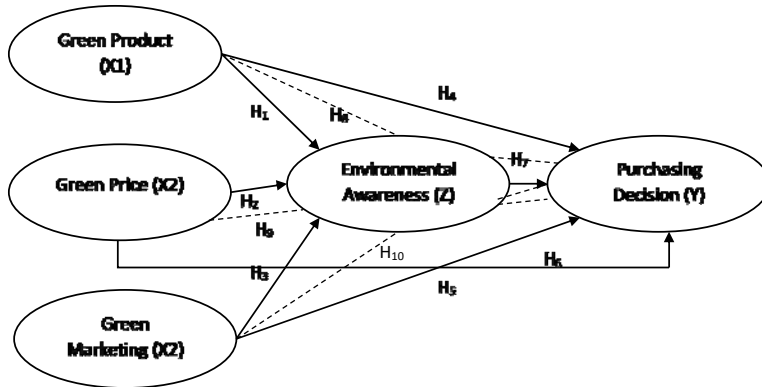 Green Product
(X1)
H₄
H₁
H₈
Environmental
Awareness (Z)
H₇
Purchasing
Decision (Y)
Green Price (X2)
H₂
H₉
H₁₀
H₆
H₃
H₅
Green
Marketing (X2)